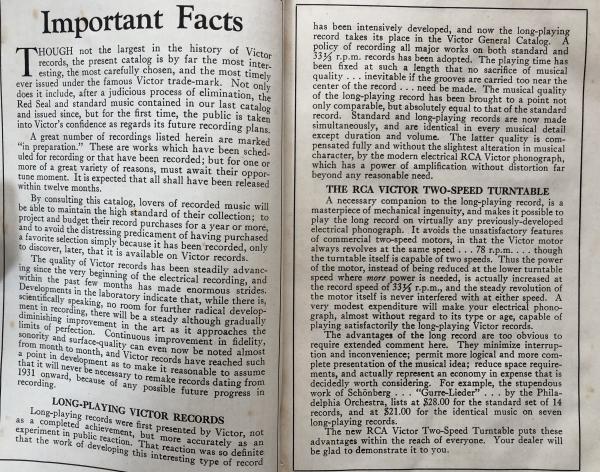 Important Facts
THOUGH not the largest in the history of Victor
records, the present catalog is by far the most inter-
esting, the most carefully chosen, and the most timely
ever issued under the famous Victor trade-mark. Not only
does it include, after a judicious process of elimination, the
Red Seal and standard music contained in our last catalog
and issued since, but for the first time, the public is taken
into Victor's confidence as regards its future recording plans.
A great number of recordings listed herein are marked
"in preparation." These are works which have been sched-
uled for recording or that have been recorded; but for one or
more of a great variety of reasons, must await their oppor-
tune moment. It is expected that all shall have been released
within twelve months.
By consulting this catalog, lovers of recorded music will
be able to maintain the high standard of their collection; to
project and budget their record purchases for a year or more,
and to avoid the distressing predicament of having purchased
a favorite selection simply because it has been recorded, only
to discover, later, that it is available on Victor records.
The quality of Victor records has been steadily advanc-
ing since the very beginning of the electrical recording, and
within the past few months has made enormous strides.
Developments in the laboratory indicate that, while there is,
scientifically speaking, no room for further radical develop-
ment in recording, there will be a steady although gradually
diminishing improvement in the art as it approaches the
limits of perfection. Continuous improvement in fidelity,
sonority and surface-quality can even now be noted almost
from month to month, and Victor records have reached such
a point in development as to make it reasonable to assume
that it will never be necessary to remake records dating from
1931 onward, because of any possible future progress in
recording.
LONG-PLAYING VICTOR RECORDS
Long-playing records were first presented by Victor, not
as a completed achievement, but more accurately as an
experiment in public reaction. That reaction was so definite
that the work of developing this interesting type of record
has been intensively developed, and now the long-playing
record takes its place in the Victor General Catalog. A
policy of recording all major works on both standard and
33⅓ r.p.m. records has been adopted. The playing time has
been fixed at such a length that no sacrifice of musical
quality . . . inevitable if the grooves are carried too near the
center of the record . . . need be made. The musical quality
of the long-playing record has been brought to a point not
only comparable, but absolutely equal to that of the standard
record. Standard and long-playing records are now made
simultaneously, and are identical in every musical detail
except duration and volume. The latter quality is com-
pensated fully and without the slightest alteration in musical
character, by the modern electrical RCA Victor phonograph,
which has a power of amplification without distortion far
beyond any reasonable need.
THE RCA VICTOR TWO-SPEED TURNTABLE
A necessary companion to the long-playing record, is a
masterpiece of mechanical ingenuity, and makes it possible to
play the long record on virtually any previously-developed
electrical phonograph. It avoids the unsatisfactory features
of commercial two-speed motors, in that the Victor motor
always revolves at the same speed . . . 78 r.p.m. . . . though
the turntable itself is capable of two speeds. Thus the power
of the motor, instead of being reduced at the lower turntable
speed where more power is needed, is actually increased at
the record speed of 33⅓ r.p.m., and the steady revolution of
the motor itself is never interfered with at either speed. A
very modest expenditure will make your electrical phono-
graph, almost without regard to its type or age, capable of
playing satisfactorily the long-playing Victor records.
The advantages of the long record are too obvious to
require extended comment here. They minimize interrup-
tion and inconvenience; permit more logical and more com-
plete presentation of the musical idea; reduce space require-
ments, and actually represent an economy in expense that is
decidedly worth considering. For example, the stupendous
work of Schönberg . . . "Gurre-Lieder" . . . by the Phila-
delphia Orchestra, lists at $28.00 for the standard set of 14
records, and at $21.00 for the identical music on seven
long-playing records.
The new RCA Victor Two-Speed Turntable puts these
advantages within the reach of everyone. Your dealer will
be glad to demonstrate it to you.